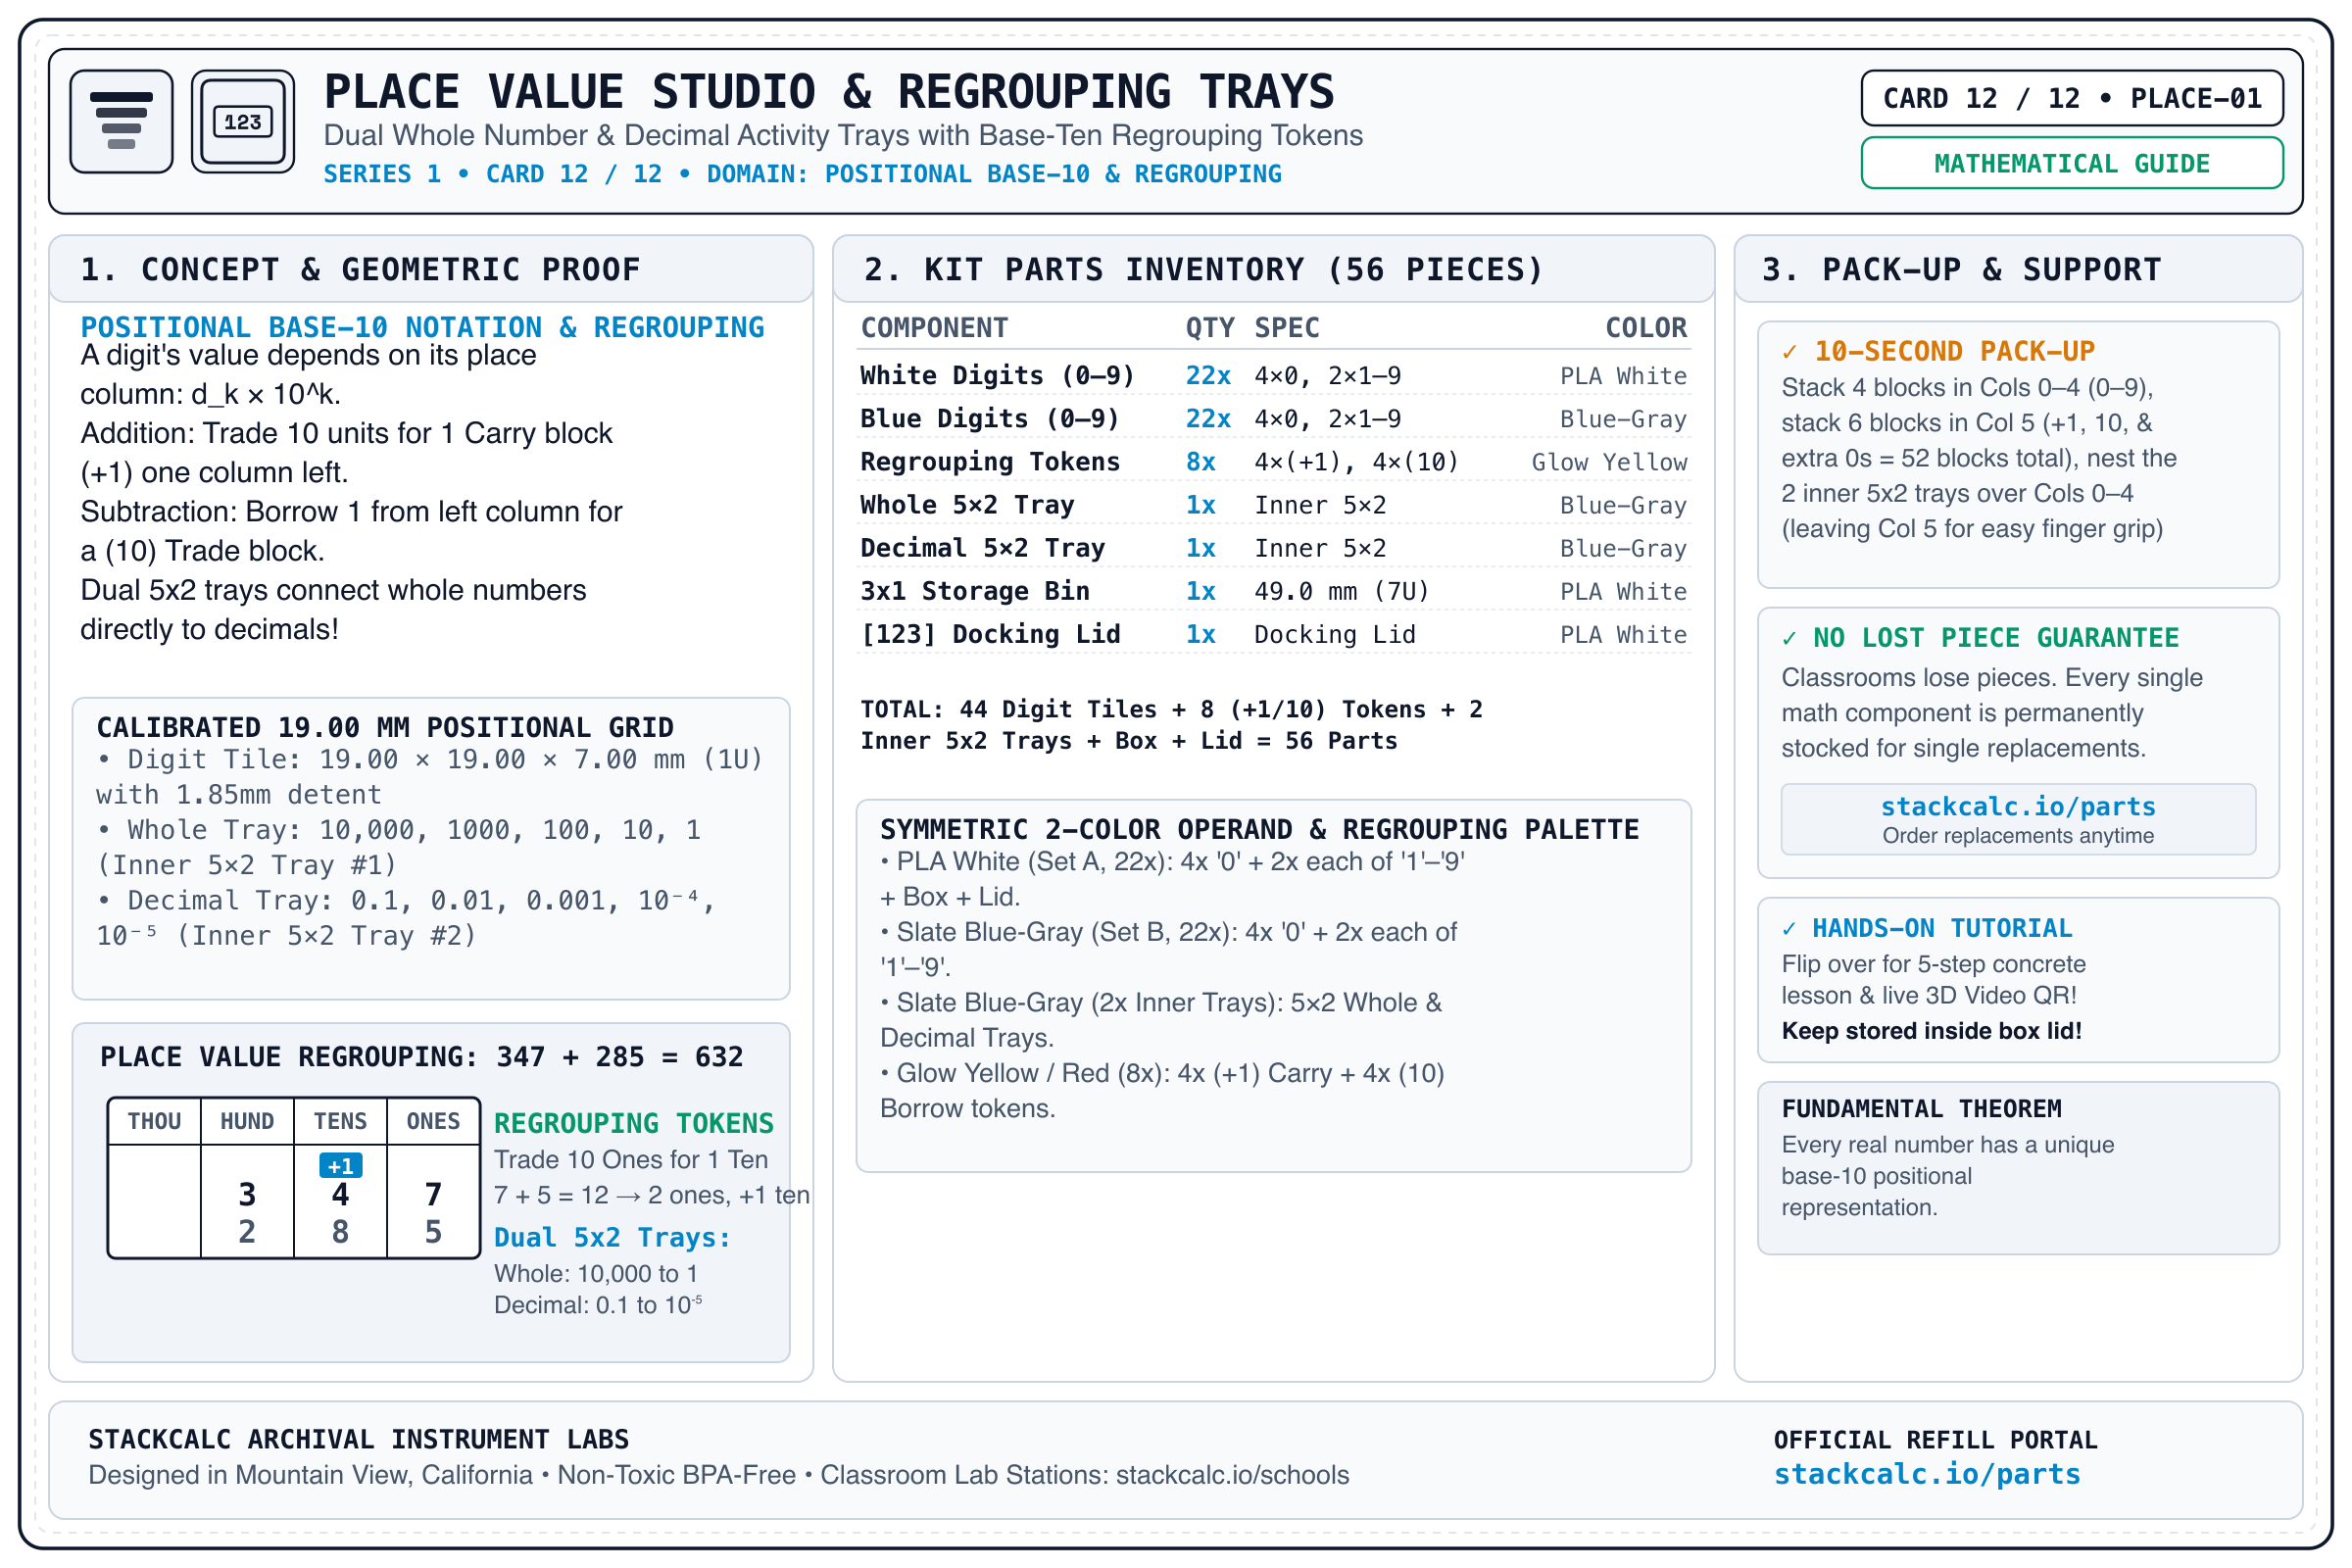 123
PLACE VALUE STUDIO & REGROUPING TRAYS
Dual Whole Number & Decimal Activity Trays with Base-Ten Regrouping Tokens
SERIES 1 • CARD 12 / 12 • DOMAIN: POSITIONAL BASE–10 & REGROUPING
CARD 12 / 12 • PLACE–01
MATHEMATICAL GUIDE
1. CONCEPT & GEOMETRIC PROOF
POSITIONAL BASE–10 NOTATION & REGROUPING
A digit's value depends on its place
column: d_k × 10^k.
Addition: Trade 10 units for 1 Carry block
(+1) one column left.
Subtraction: Borrow 1 from left column for
a (10) Trade block.
Dual 5x2 trays connect whole numbers
directly to decimals!
CALIBRATED 19.00 MM POSITIONAL GRID
• Digit Tile: 19.00 × 19.00 × 7.00 mm (1U)
with 1.85mm detent
• Whole Tray: 10,000, 1000, 100, 10, 1
(Inner 5×2 Tray #1)
• Decimal Tray: 0.1, 0.01, 0.001, 10⁻⁴,
10⁻⁵ (Inner 5×2 Tray #2)
PLACE VALUE REGROUPING: 347 + 285 = 632
THOU HUND TENS ONES
+1
3 4 7
2 8 5
REGROUPING TOKENS
Trade 10 Ones for 1 Ten
7 + 5 = 12 → 2 ones, +1 ten
Dual 5x2 Trays:
Whole: 10,000 to 1
Decimal: 0.1 to 10⁻⁵
2. KIT PARTS INVENTORY (56 PIECES)
COMPONENT QTY SPEC COLOR
White Digits (0–9) 22x 4×0, 2×1–9 PLA White
Blue Digits (0–9) 22x 4×0, 2×1–9 Blue–Gray
Regrouping Tokens 8x 4×(+1), 4×(10) Glow Yellow
Whole 5×2 Tray 1x Inner 5×2 Blue–Gray
Decimal 5×2 Tray 1x Inner 5×2 Blue–Gray
3x1 Storage Bin 1x 49.0 mm (7U) PLA White
[123] Docking Lid 1x Docking Lid PLA White
TOTAL: 44 Digit Tiles + 8 (+1/10) Tokens + 2
Inner 5x2 Trays + Box + Lid = 56 Parts
SYMMETRIC 2–COLOR OPERAND & REGROUPING PALETTE
• PLA White (Set A, 22x): 4x '0' + 2x each of '1'–'9'
+ Box + Lid.
• Slate Blue-Gray (Set B, 22x): 4x '0' + 2x each of
'1'–'9'.
• Slate Blue-Gray (2x Inner Trays): 5×2 Whole &
Decimal Trays.
• Glow Yellow / Red (8x): 4x (+1) Carry + 4x (10)
Borrow tokens.
3. PACK–UP & SUPPORT
✓ 10–SECOND PACK–UP
Stack 4 blocks in Cols 0–4 (0–9),
stack 6 blocks in Col 5 (+1, 10, &
extra 0s = 52 blocks total), nest the
2 inner 5x2 trays over Cols 0–4
(leaving Col 5 for easy finger grip)
✓ NO LOST PIECE GUARANTEE
Classrooms lose pieces. Every single
math component is permanently
stocked for single replacements.
stackcalc.io/parts
Order replacements anytime
✓ HANDS–ON TUTORIAL
Flip over for 5-step concrete
lesson & live 3D Video QR!
Keep stored inside box lid!
FUNDAMENTAL THEOREM
Every real number has a unique
base-10 positional
representation.
STACKCALC ARCHIVAL INSTRUMENT LABS
Designed in Mountain View, California • Non-Toxic BPA-Free • Classroom Lab Stations: stackcalc.io/schools
OFFICIAL REFILL PORTAL
stackcalc.io/parts